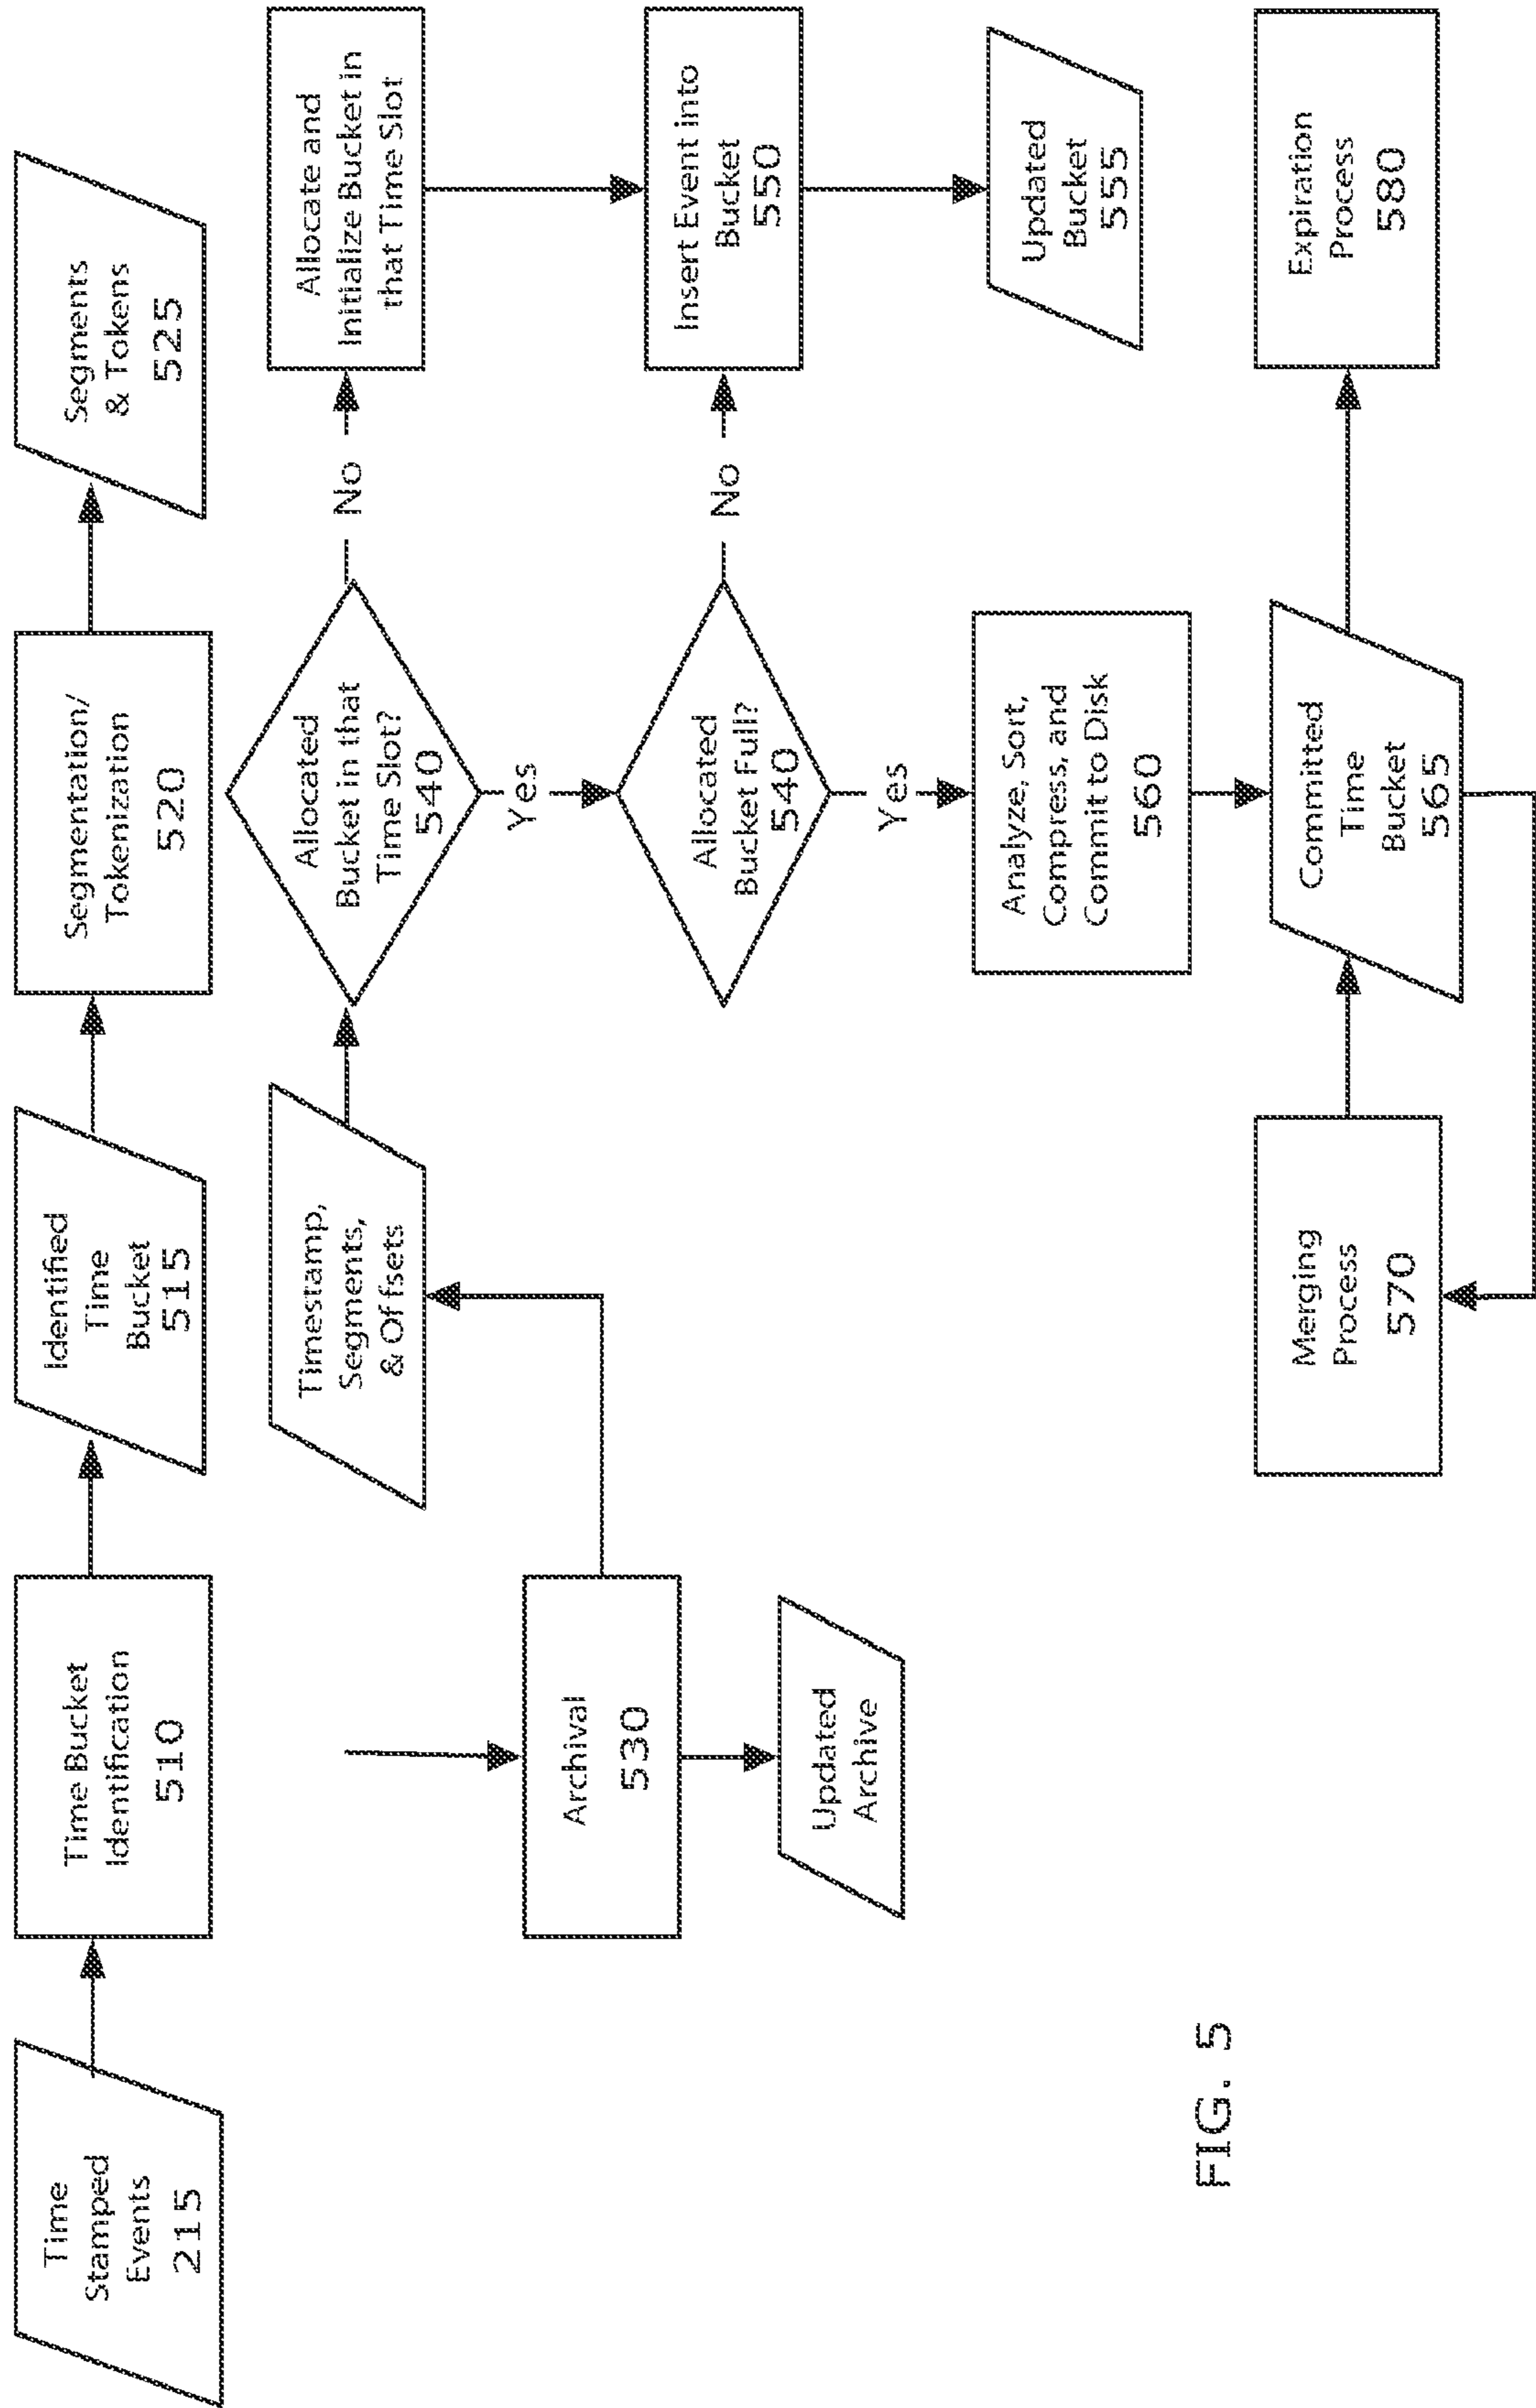 Time
Stamped
Events
215
Time Bucket
Identification
510
Identified
Time
Bucket
515
Segmentation/
Tokenization
520
Segments
& Tokens
525
Timestamp,
Segments,
& Offsets
Allocated
Bucket in that
Time Slot?
540
No
Allocate and
Initialize Bucket in
that Time Slot
Yes
Archival
530
Updated
Archive
Allocated
Bucket Full?
540
No
Insert Event into
Bucket
550
Yes
Updated
Bucket
555
Analyze, Sort,
Compress, and
Commit to Disk
560
Merging
Process
570
Committed
Time
Bucket
565
Expiration
Process
580
FIG. 5